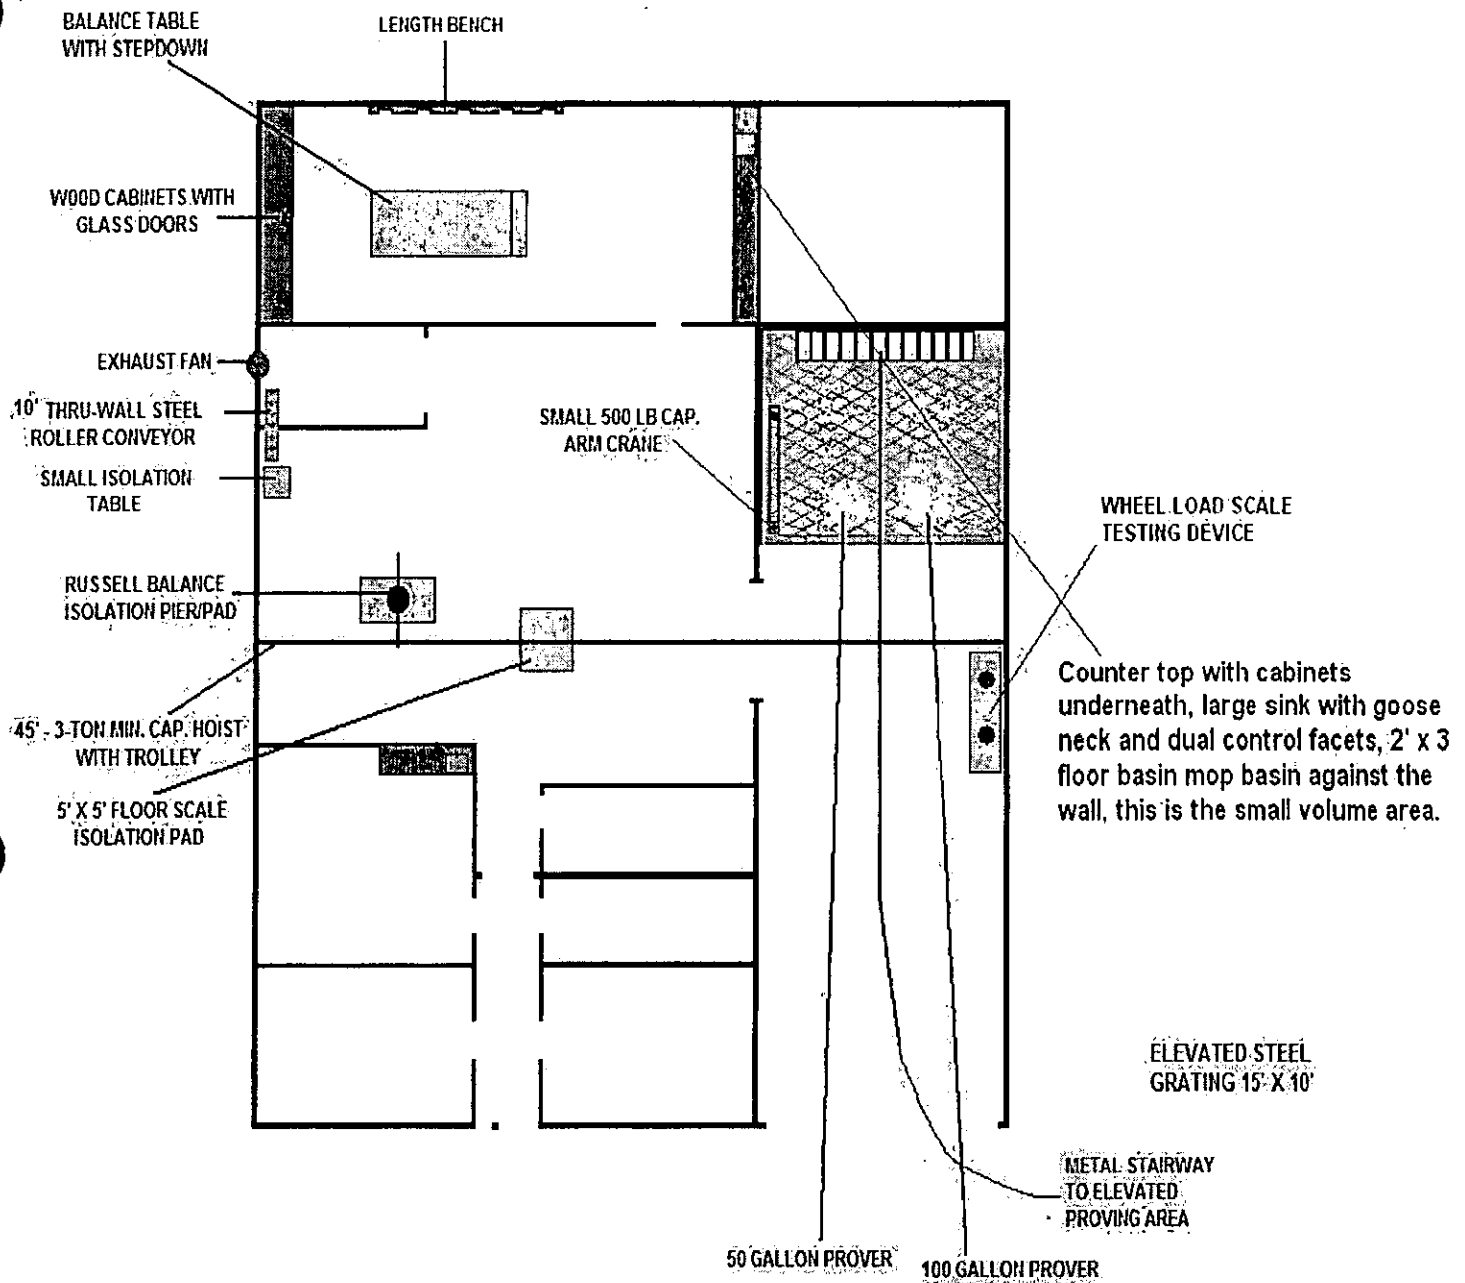 BALANCE TABLE
WITH STEPDOWN
LENGTH BENCH
WOOD CABINETS WITH
GLASS DOORS
EXHAUST FAN
10' THRU-WALL STEEL
ROLLER CONVEYOR
SMALL ISOLATION
TABLE
SMALL 500 LB CAP.
ARM CRANE
WHEEL LOAD SCALE
TESTING DEVICE
RUSSELL BALANCE
ISOLATION PIER/PAD
45' - 3-TON MIN. CAP. HOIST
WITH TROLLEY
5' X 5' FLOOR SCALE
ISOLATION PAD
Counter top with cabinets
underneath, large sink with goose
neck and dual control facets, 2' x 3
floor basin mop basin against the
wall, this is the small volume area.
ELEVATED STEEL
GRATING 15' X 10'
METAL STAIRWAY
TO ELEVATED
PROVING AREA
50 GALLON PROVER
100 GALLON PROVER